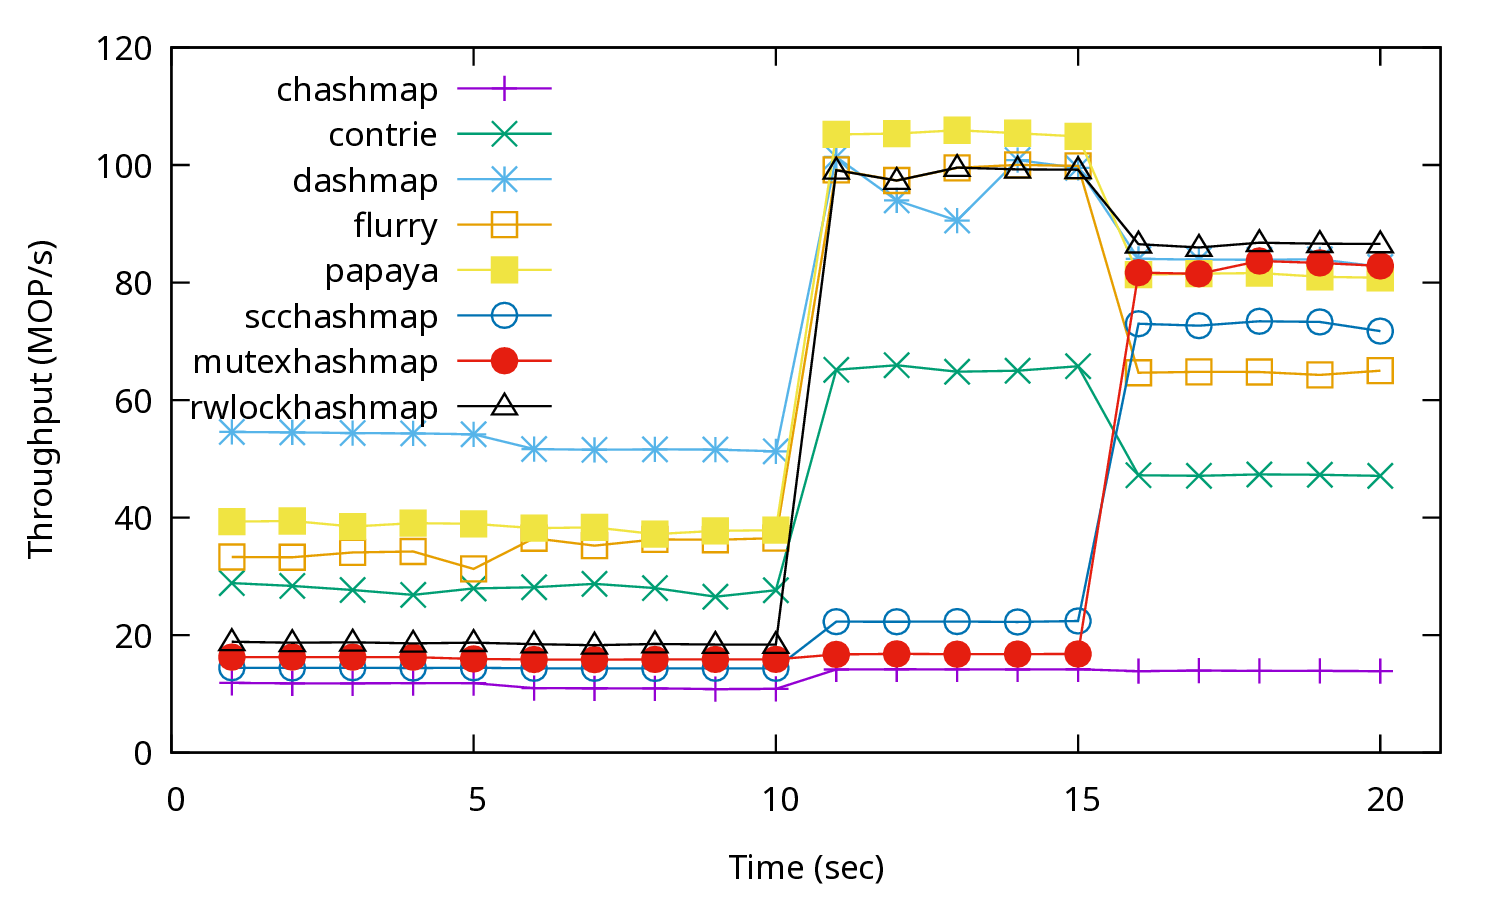 120
100
80
60
40
20
0
Throughput (MOP/s)
chashmap
contrie
dashmap
flurry
papaya
scchashmap
mutexhashmap
rwlockhashmap
0 5 10 15 20
Time (sec)